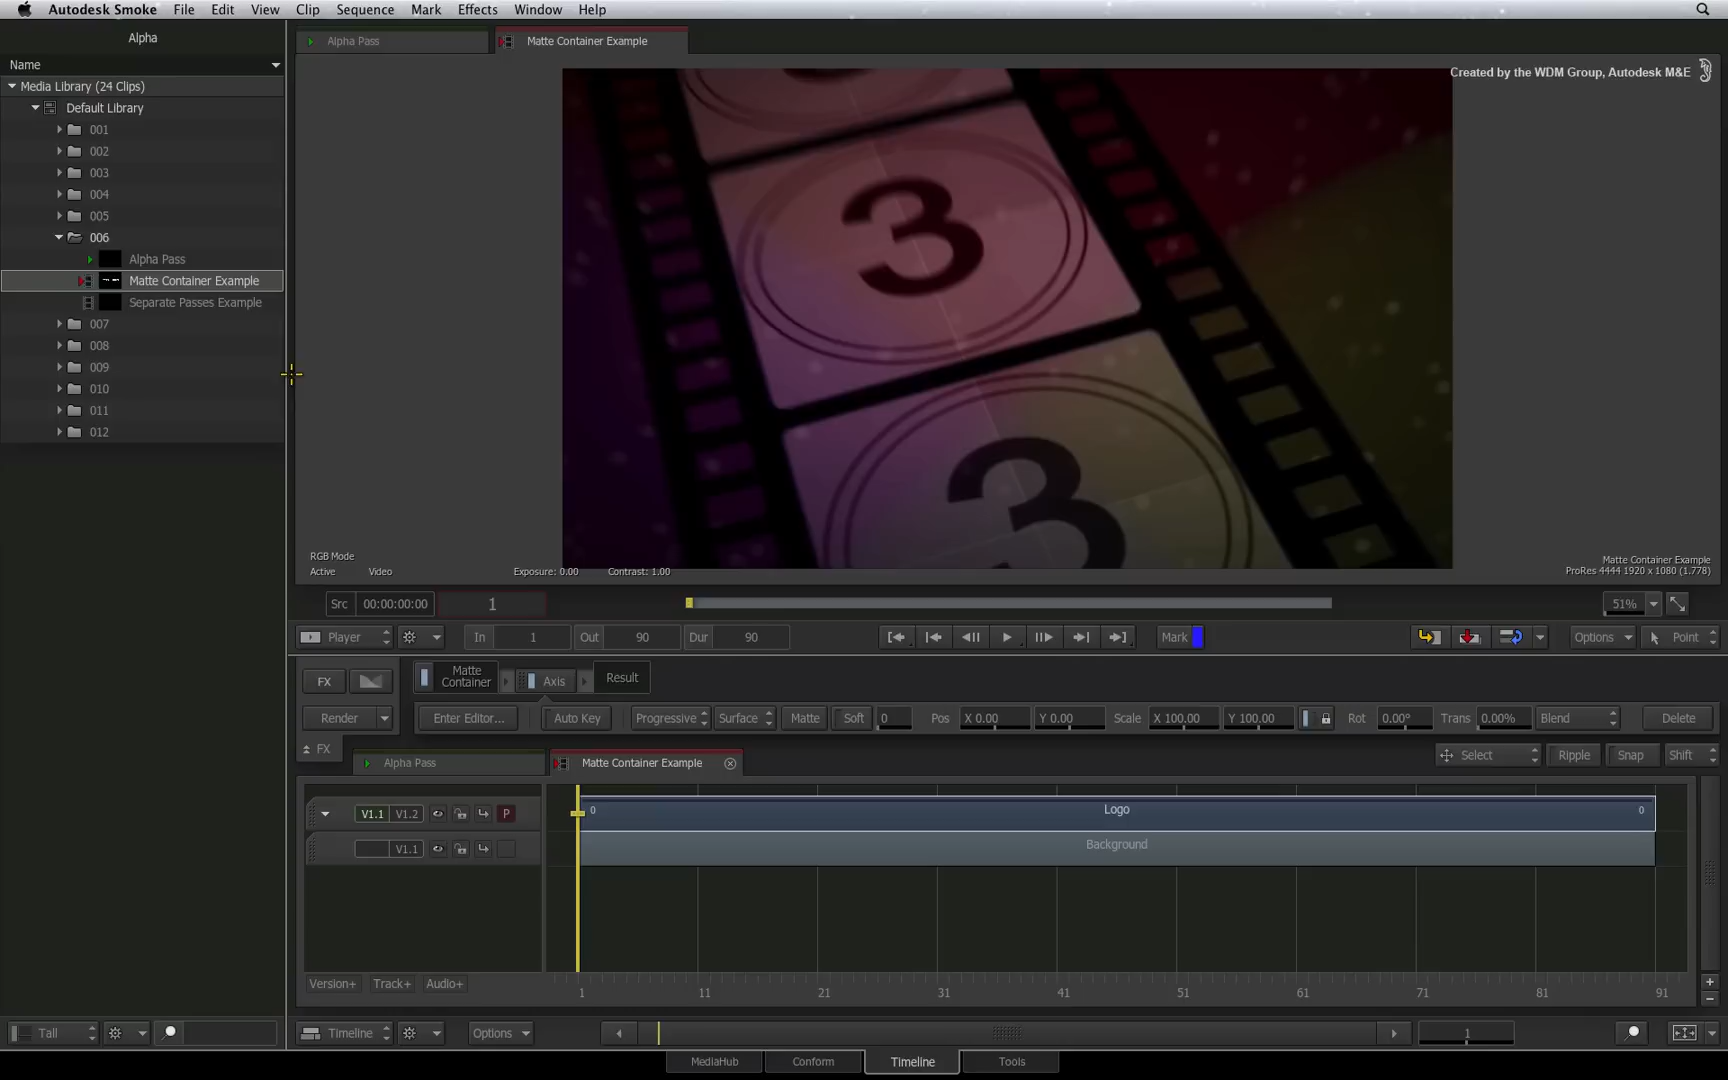 Autodesk Smoke File Edit View Clip Sequence Mark Effects Window Help
Alpha
Name
Media Library (24 Clips)
Default Library
001
002
003
004
005
006
Alpha Pass
Matte Container Example
Separate Passes Example
007
008
009
010
011
012
Tall
Alpha Pass Matte Container Example
Created by the WDM Group, Autodesk M&E
3
3
RGB Mode
Active Video Exposure: 0.00 Contrast: 1.00
Matte Container Example
ProRes 4444 1920 x 1080 (1.778)
Src 00:00:00:00 1 51%
Player In 1 Out 90 Dur 90 Mark Options Point
FX Matte Container Axis Result
Render Enter Editor... Auto Key Progressive Surface Matte Soft 0 Pos X 0.00 Y 0.00 Scale X 100.00 Y 100.00 Rot 0.00° Trans 0.00% Blend Delete
FX
Alpha Pass Matte Container Example Select Ripple Snap Shift
V1.1 V1.2 P 0 Logo 0
V1.1 Background
Version+ Track+ Audio+ 1 11 21 31 41 51 61 71 81 91
Timeline Options 1
MediaHub Conform Timeline Tools